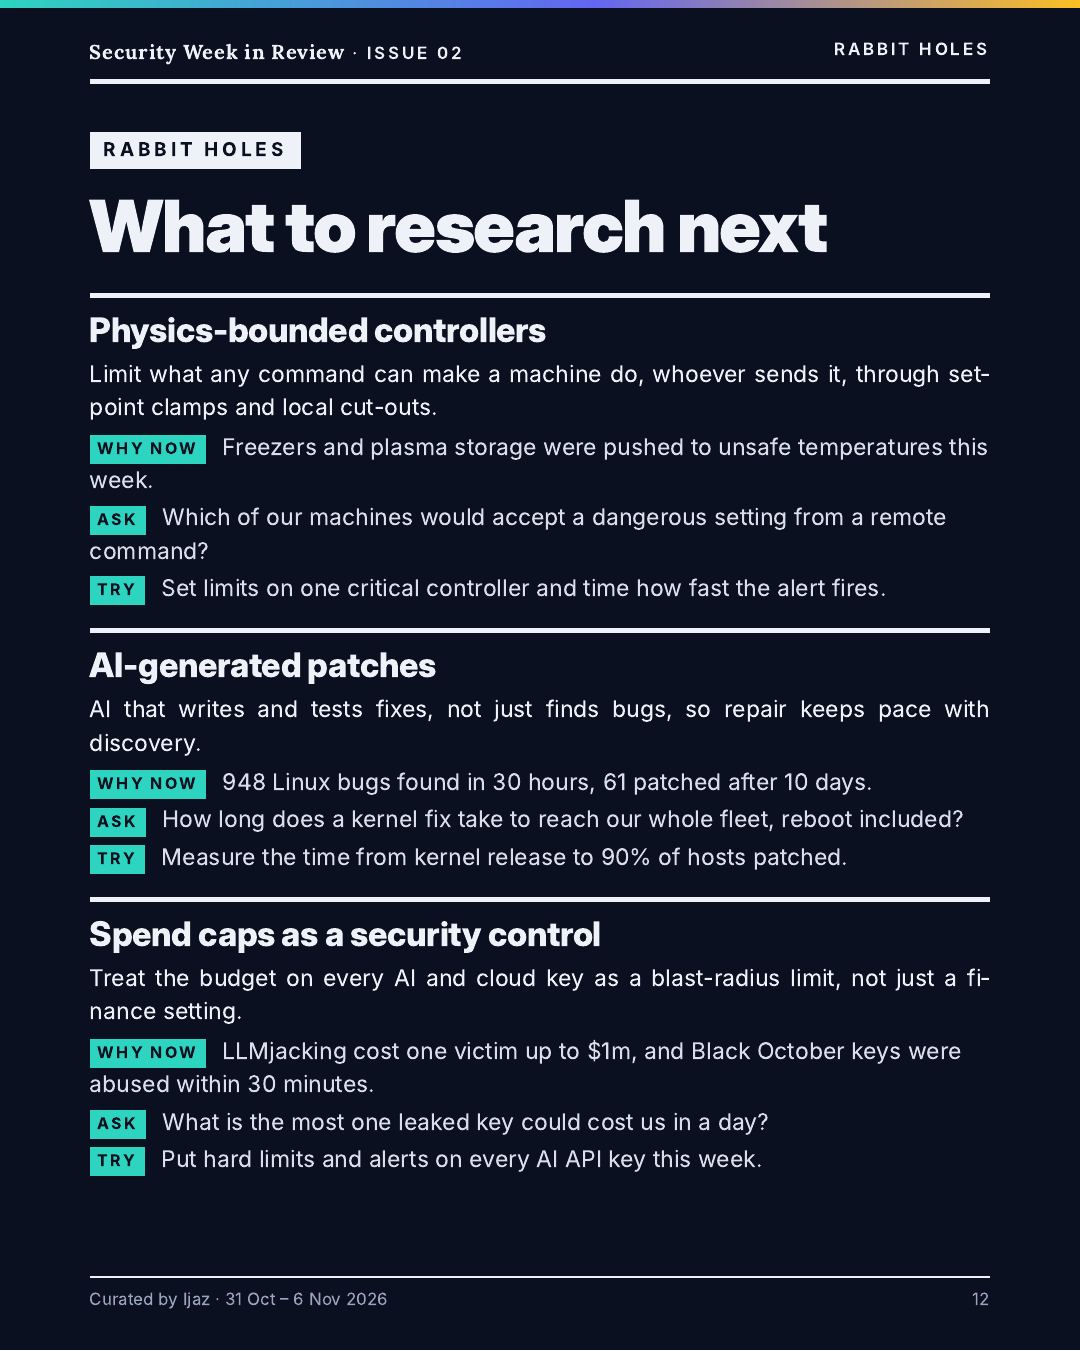 Security Week in Review · ISSUE 02
RABBIT HOLES
RABBIT HOLES
What to research next
Physics-bounded controllers
Limit what any command can make a machine do, whoever sends it, through set-
point clamps and local cut-outs.
WHY NOW Freezers and plasma storage were pushed to unsafe temperatures this
week.
ASK Which of our machines would accept a dangerous setting from a remote
command?
TRY Set limits on one critical controller and time how fast the alert fires.
AI-generated patches
AI that writes and tests fixes, not just finds bugs, so repair keeps pace with
discovery.
WHY NOW 948 Linux bugs found in 30 hours, 61 patched after 10 days.
ASK How long does a kernel fix take to reach our whole fleet, reboot included?
TRY Measure the time from kernel release to 90% of hosts patched.
Spend caps as a security control
Treat the budget on every AI and cloud key as a blast-radius limit, not just a fi-
nance setting.
WHY NOW LLMjacking cost one victim up to $1m, and Black October keys were
abused within 30 minutes.
ASK What is the most one leaked key could cost us in a day?
TRY Put hard limits and alerts on every AI API key this week.
Curated by Ijaz · 31 Oct – 6 Nov 2026
12